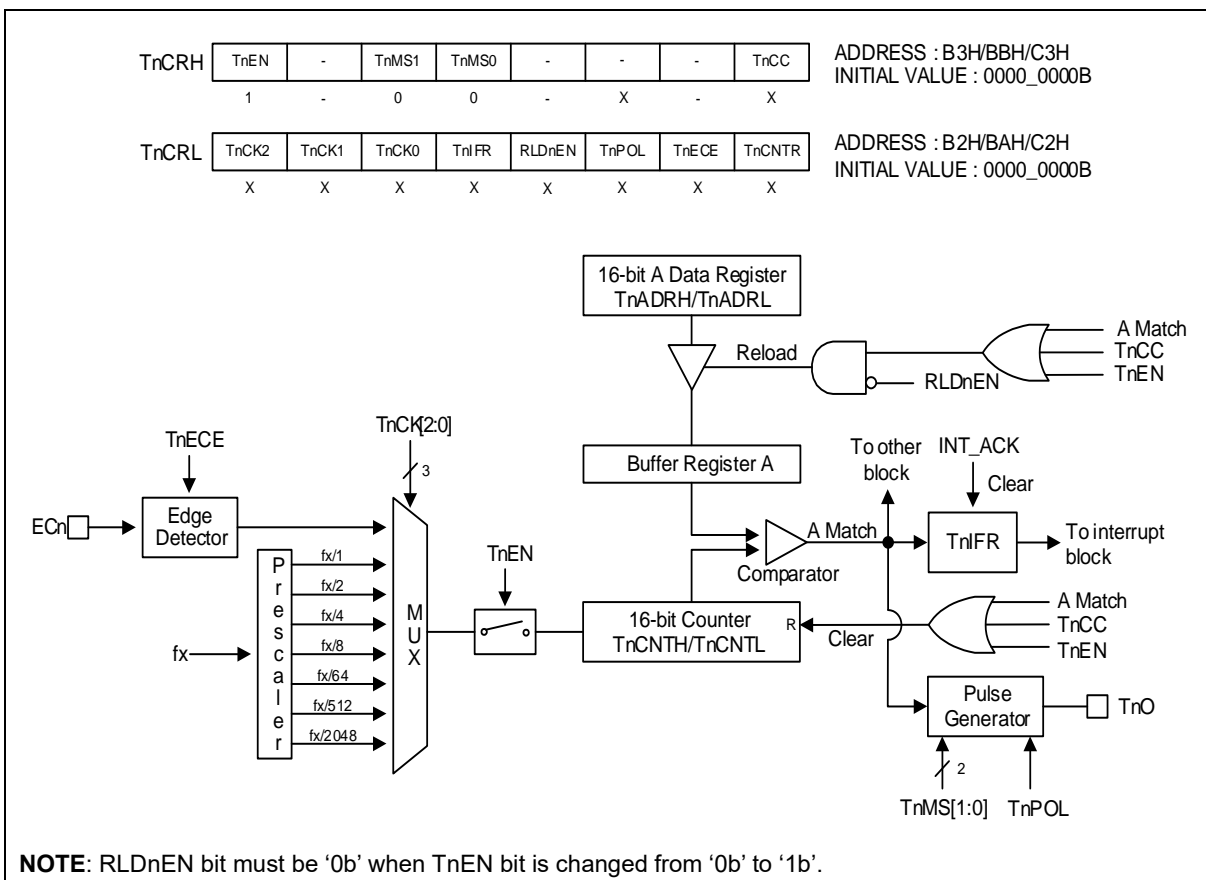 TnCRH TnEN - TnMS1 TnMS0 - - - TnCC ADDRESS : B3H/BBH/C3H
INITIAL VALUE : 0000_0000B
1 - 0 0 - X - X
TnCRL TnCK2 TnCK1 TnCK0 TnIFR RLDnEN TnPOL TnECE TnCNTR ADDRESS : B2H/BAH/C2H
INITIAL VALUE : 0000_0000B
X X X X X X X X
16-bit A Data Register
TnADRH/TnADRL
Reload
A Match
TnCC
TnEN
RLDnEN
TnCK[2:0]
3
TnECE
Buffer Register A
To other
block
INT_ACK
Clear
ECn
Edge
Detector
A Match
TnIFR
To interrupt
block
Comparator
Prescaler
fx/1
fx/2
fx/4
fx/8
fx/64
fx/512
fx/2048
fx
MUX
TnEN
16-bit Counter
TnCNTH/TnCNTL
R
Clear
A Match
TnCC
TnEN
Pulse
Generator
TnO
2
TnMS[1:0] TnPOL
NOTE: RLDnEN bit must be ‘0b’ when TnEN bit is changed from ‘0b’ to ‘1b’.